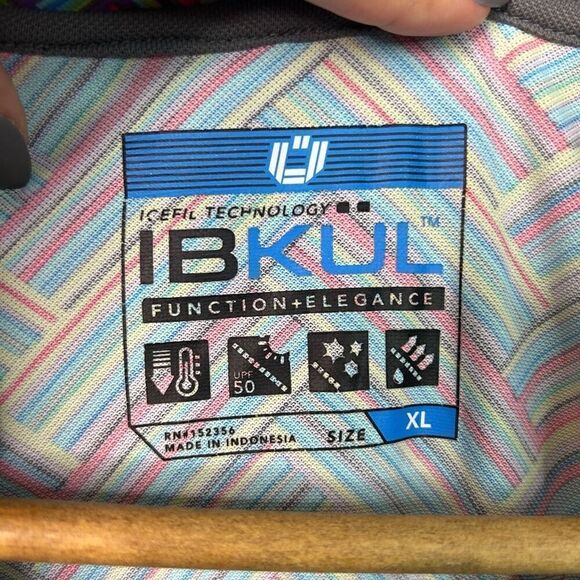 ICEFIL TECHNOLOGY
IBKÜL™
FUNCTION+ELEGANCE
UPF
50
RN#152356
MADE IN INDONESIA
SIZE XL